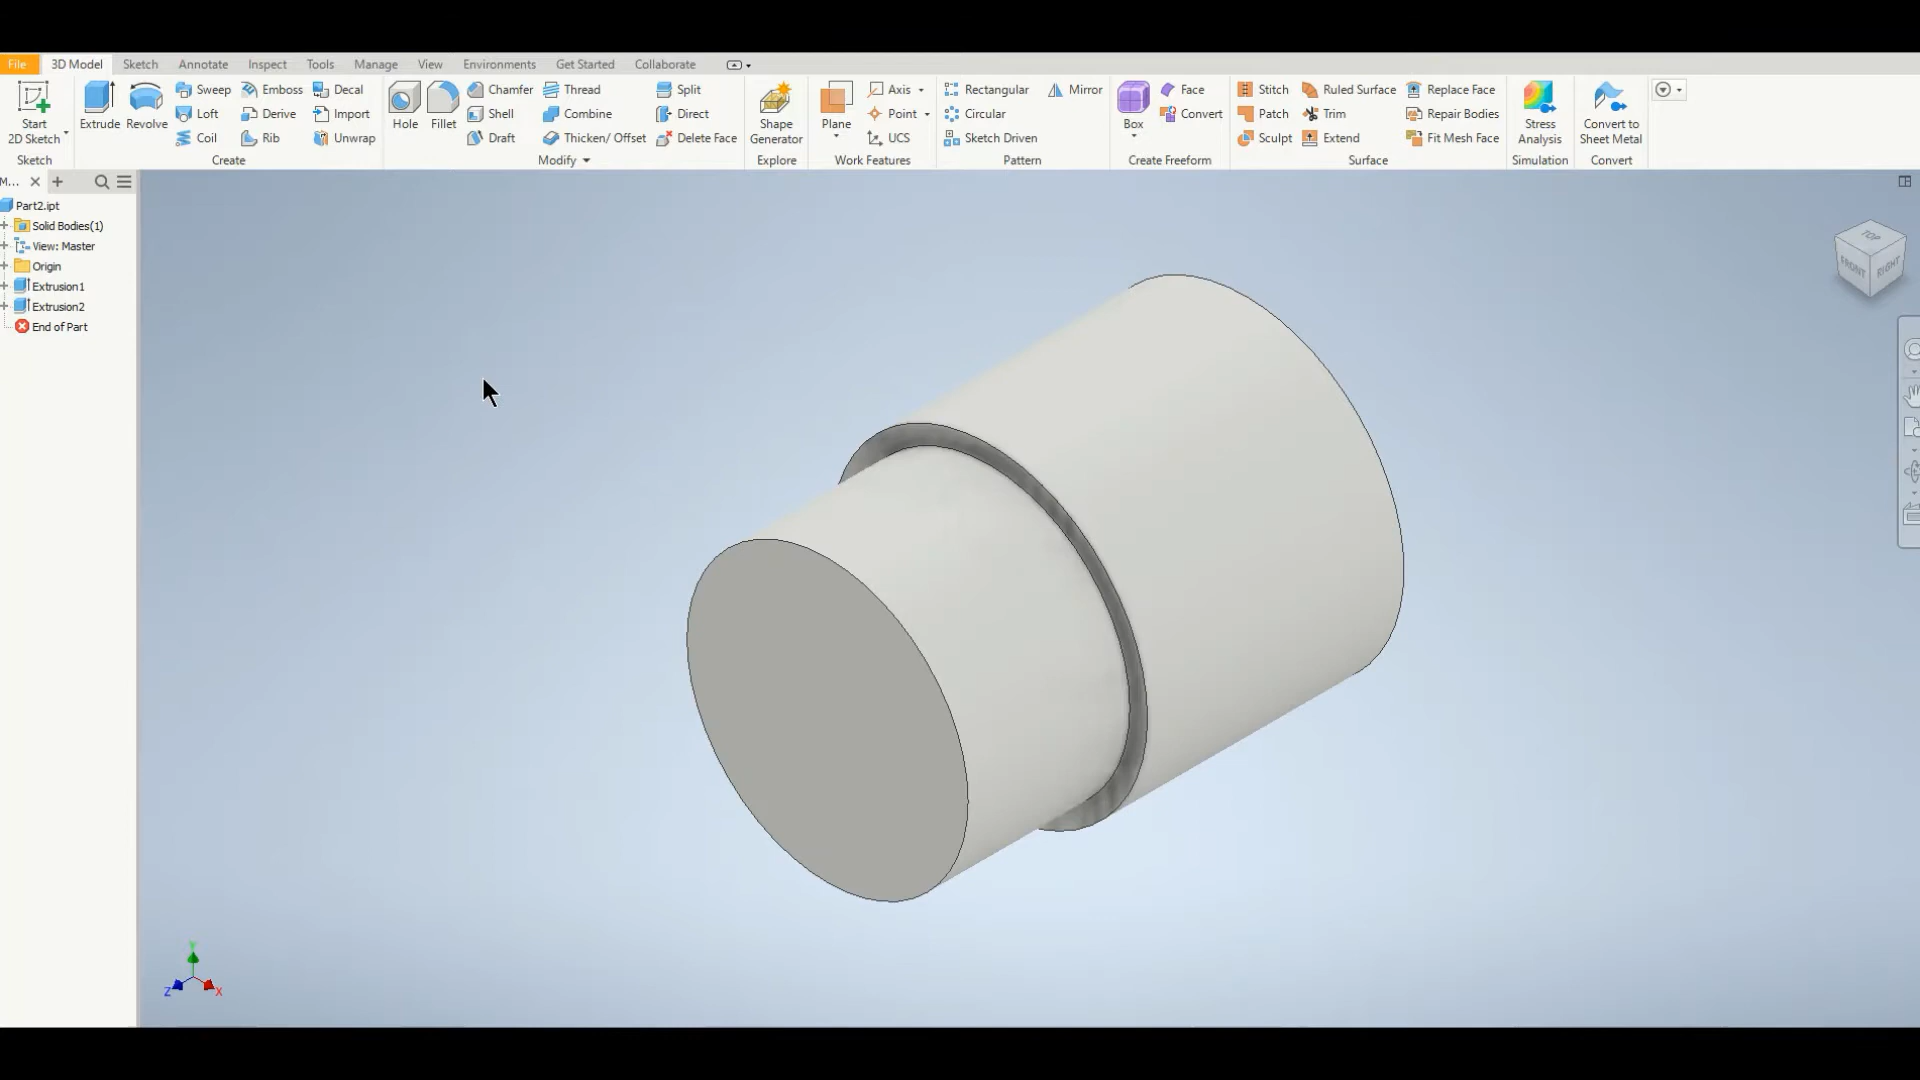 File 3D Model Sketch Annotate Inspect Tools Manage View Environments Get Started Collaborate
Sweep Emboss Decal Chamfer Thread Split Axis Rectangular Mirror Face Stitch Ruled Surface Replace Face
Start Extrude Revolve Loft Derive Import Hole Fillet Shell Combine Direct Shape Plane Point Circular Box Convert Patch Trim Repair Bodies Stress Convert to
2D Sketch Coil Rib Unwrap Draft Thicken/ Offset Delete Face Generator UCS Sketch Driven Sculpt Extend Fit Mesh Face Analysis Sheet Metal
Sketch Create Modify Explore Work Features Pattern Create Freeform Surface Simulation Convert
M...
Part2.ipt
Solid Bodies(1)
View: Master
Origin
Extrusion1
Extrusion2
End of Part
TOP
FRONT RIGHT
Y
Z X